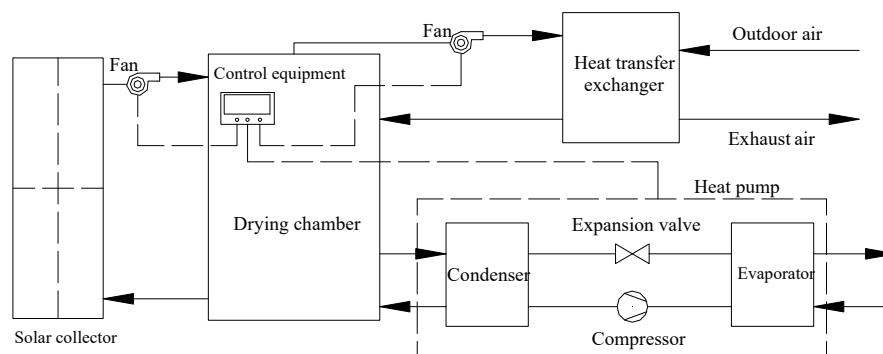 Fan
Outdoor air
Fan
Control equipment
Heat transfer
exchanger
Exhaust air
Heat pump
Drying chamber
Expansion valve
Condenser
Evaporator
Solar collector
Compressor